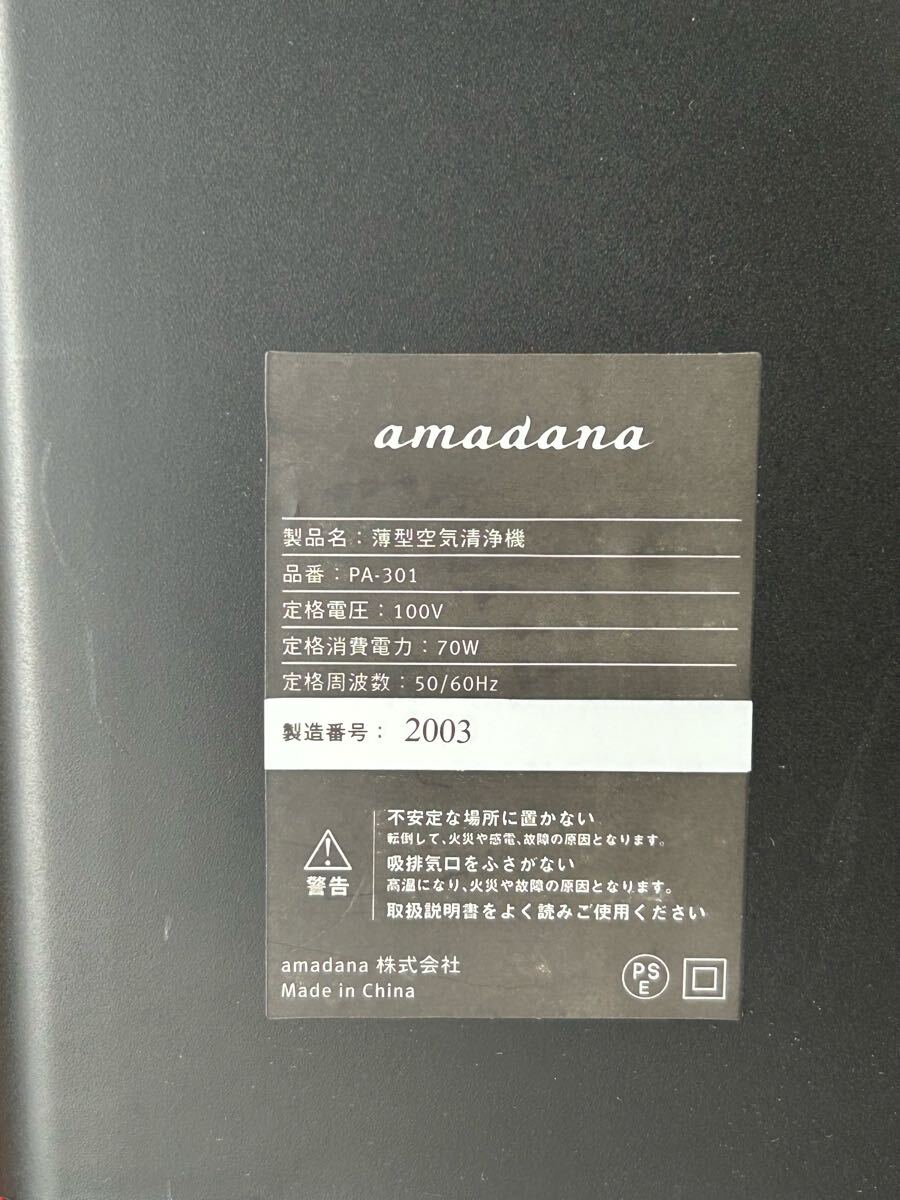 amadana
製品名：薄型空気清浄機
品番：PA-301
定格電圧：100V
定格消費電力：70W
定格周波数：50/60Hz
製造番号： 2003
警告
不安定な場所に置かない
転倒して、火災や感電、故障の原因となります。
吸排気口をふさがない
高温になり、火災や故障の原因となります。
取扱説明書をよく読みご使用ください
amadana 株式会社
Made in China
PS
E